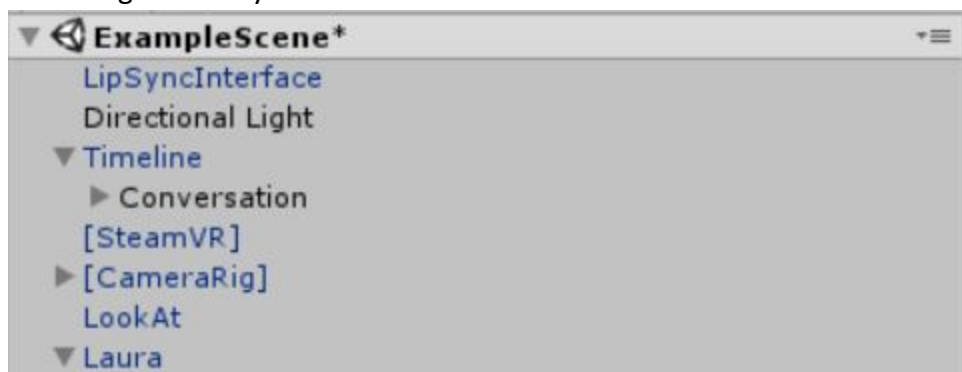 ExampleScene*
LipSyncInterface
Directional Light
Timeline
Conversation
[SteamVR]
[CameraRig]
LookAt
Laura